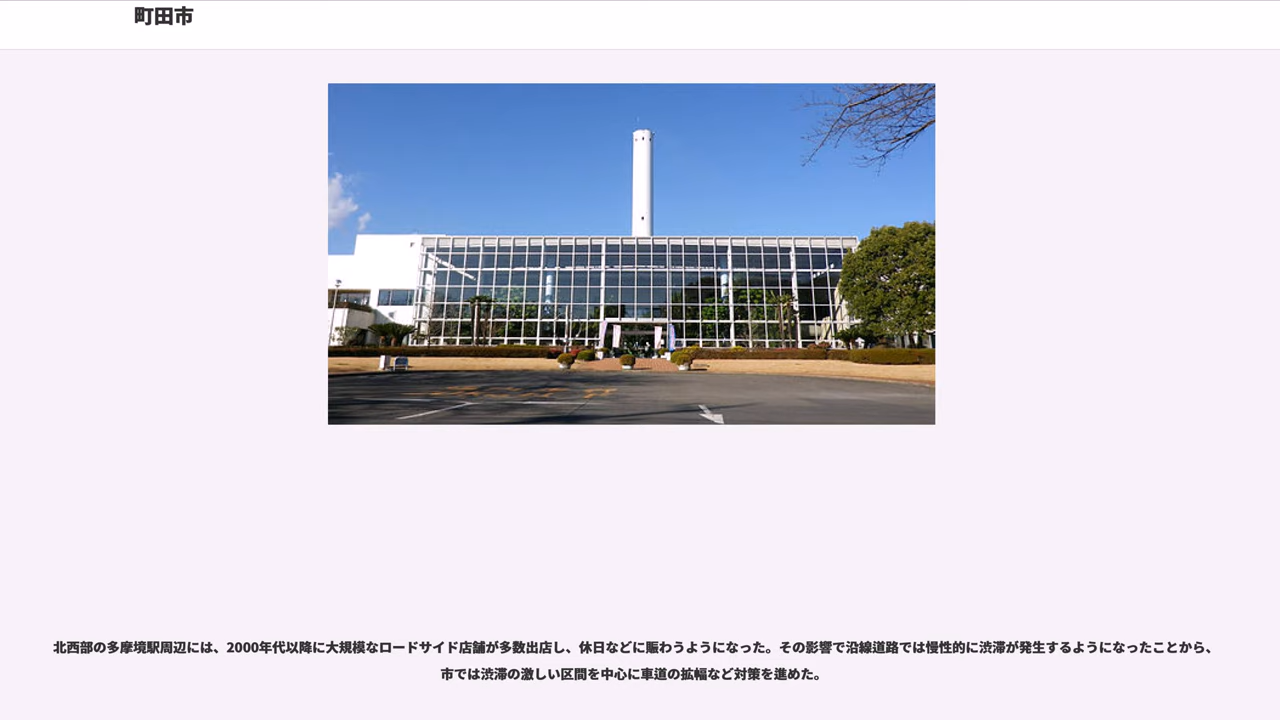 町田市
北西部の多摩境駅周辺には、2000年代以降に大規模なロードサイド店舗が多数出店し、休日などに賑わうようになった。その影響で沿線道路では慢性的に渋滞が発生するようになったことから、
市では渋滞の激しい区間を中心に車道の拡幅など対策を進めた。